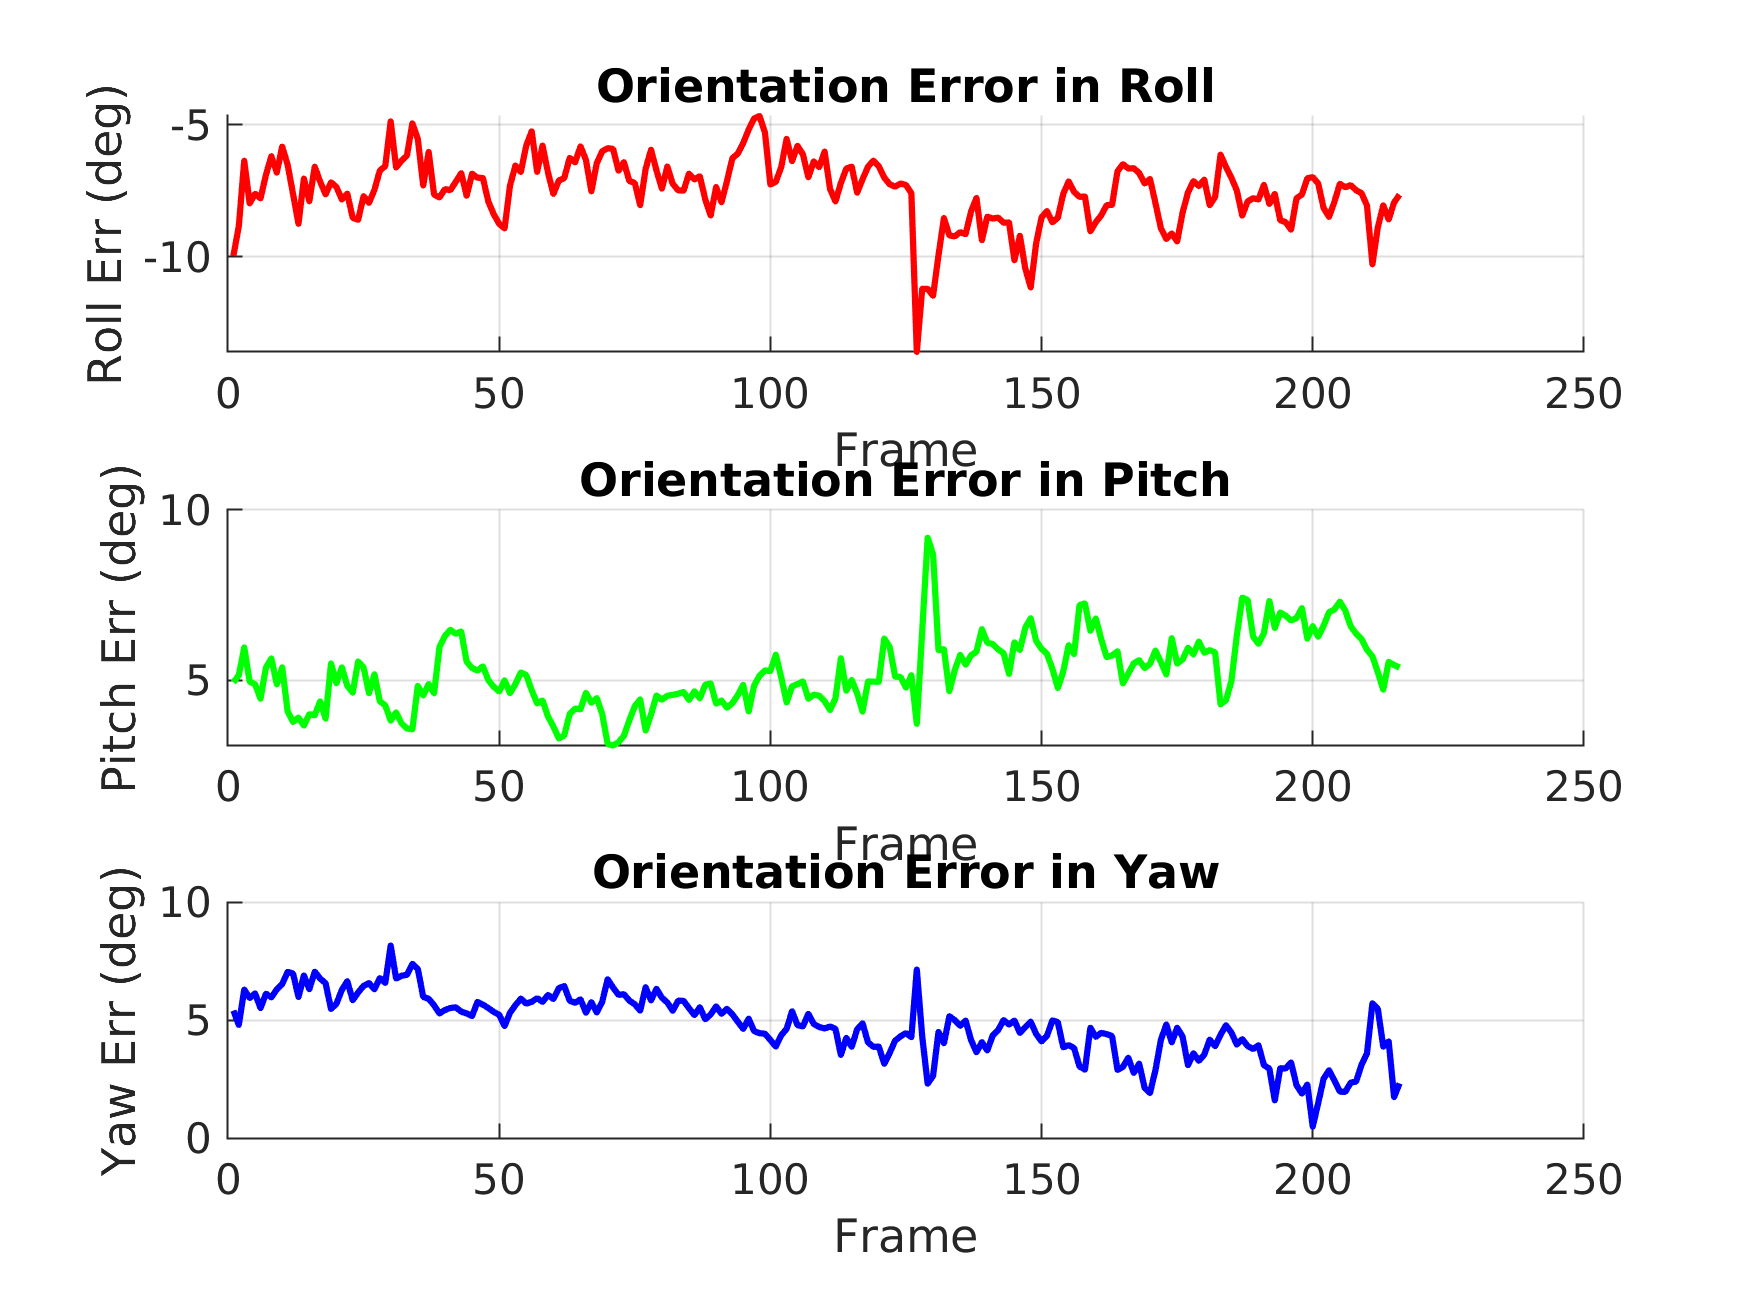 Orientation Error in Roll
Roll Err (deg)
-5
-10
0 50 100 150 200 250
Frame
Orientation Error in Pitch
Pitch Err (deg)
10
5
0 50 100 150 200 250
Frame
Orientation Error in Yaw
Yaw Err (deg)
10
5
0
0 50 100 150 200 250
Frame